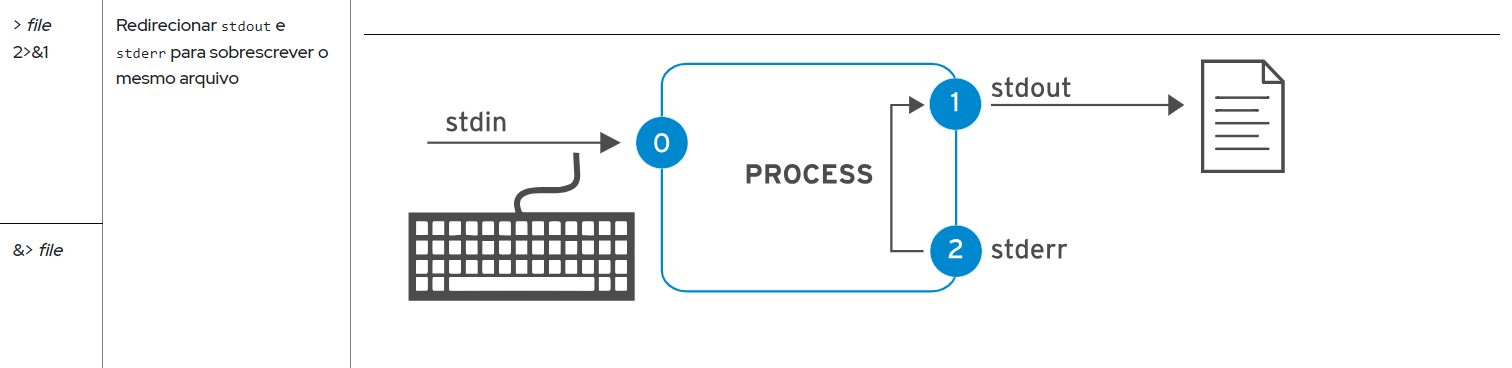 > file
2>&1
&> file
Redirecionar stdout e
stderr para sobrescrever o
mesmo arquivo
stdin
0
PROCESS
1
stdout
2
stderr